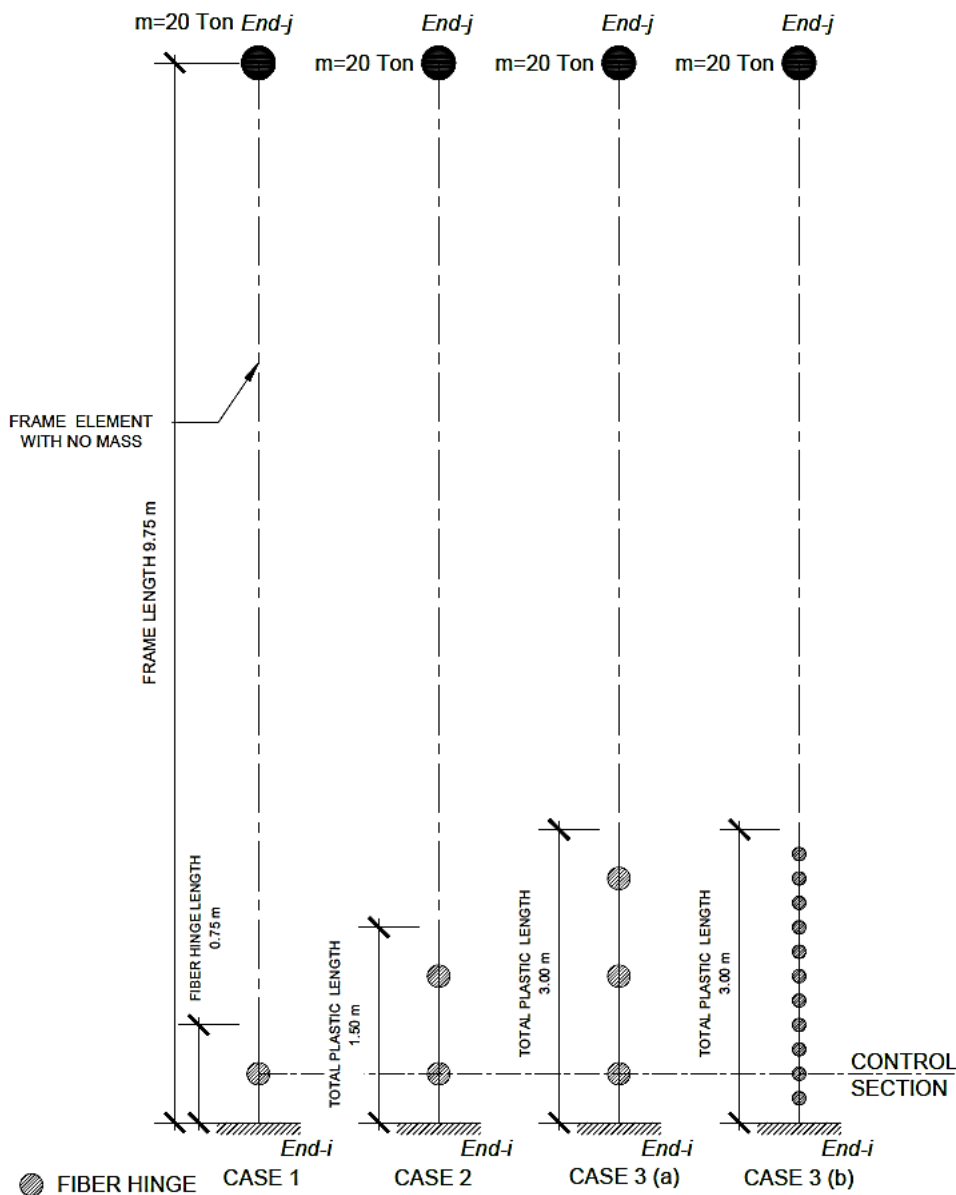 m=20 Ton End-j
End-j
End-j
End-j
m=20 Ton
m=20 Ton
m=20 Ton
FRAME ELEMENT
WITH NO MASS
FRAME LENGTH 9.75 m
FIBER HINGE LENGTH
0.75 m
TOTAL PLASTIC LENGTH
1.50 m
TOTAL PLASTIC LENGTH
3.00 m
TOTAL PLASTIC LENGTH
3.00 m
CONTROL
SECTION
End-i
End-i
End-i
End-i
FIBER HINGE
CASE 1
CASE 2
CASE 3 (a)
CASE 3 (b)